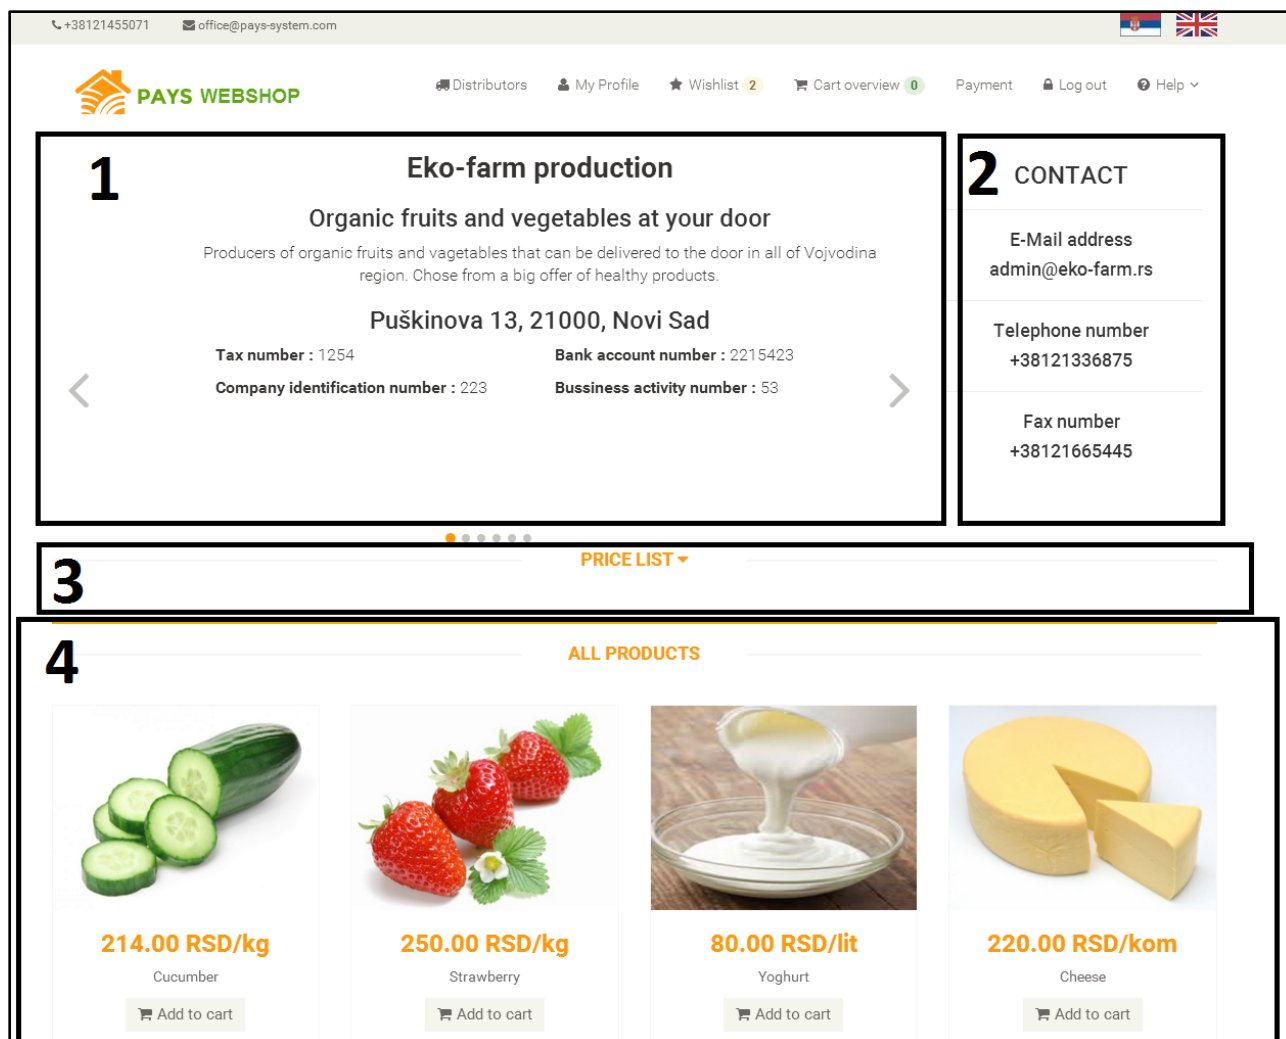 +38121455071 office@pays-system.com
PAYS WEBSHOP Distributors My Profile Wishlist 2 Cart overview 0 Payment Log out Help
1
Eko-farm production
Organic fruits and vegetables at your door
Producers of organic fruits and vagetables that can be delivered to the door in all of Vojvodina
region. Chose from a big offer of healthy products.
Puškinova 13, 21000, Novi Sad
Tax number : 1254 Bank account number : 2215423
Company identification number : 223 Bussiness activity number : 53
2 CONTACT
E-Mail address
admin@eko-farm.rs
Telephone number
+38121336875
Fax number
+38121665445
3
PRICE LIST
4
ALL PRODUCTS
214.00 RSD/kg 250.00 RSD/kg 80.00 RSD/lit 220.00 RSD/kom
Cucumber Strawberry Yoghurt Cheese
Add to cart Add to cart Add to cart Add to cart